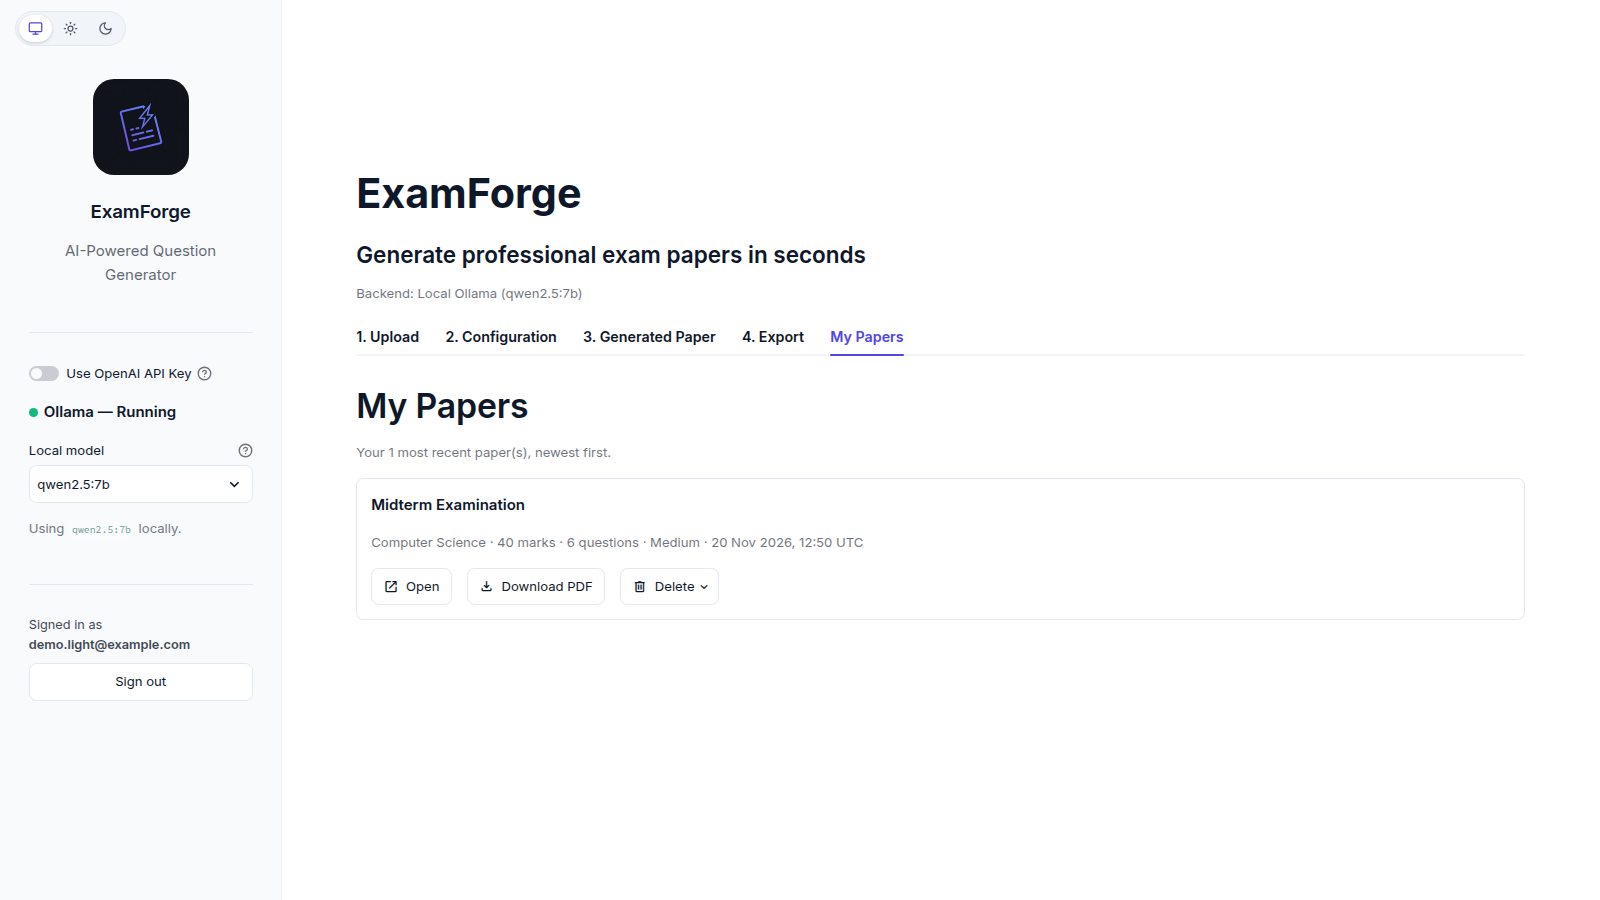 ExamForge
AI-Powered Question
Generator
Use OpenAI API Key
Ollama — Running
Local model
qwen2.5:7b
Using qwen2.5:7b locally.
Signed in as
demo.light@example.com
Sign out
ExamForge
Generate professional exam papers in seconds
Backend: Local Ollama (qwen2.5:7b)
1. Upload 2. Configuration 3. Generated Paper 4. Export My Papers
My Papers
Your 1 most recent paper(s), newest first.
Midterm Examination
Computer Science · 40 marks · 6 questions · Medium · 20 Nov 2026, 12:50 UTC
Open Download PDF Delete